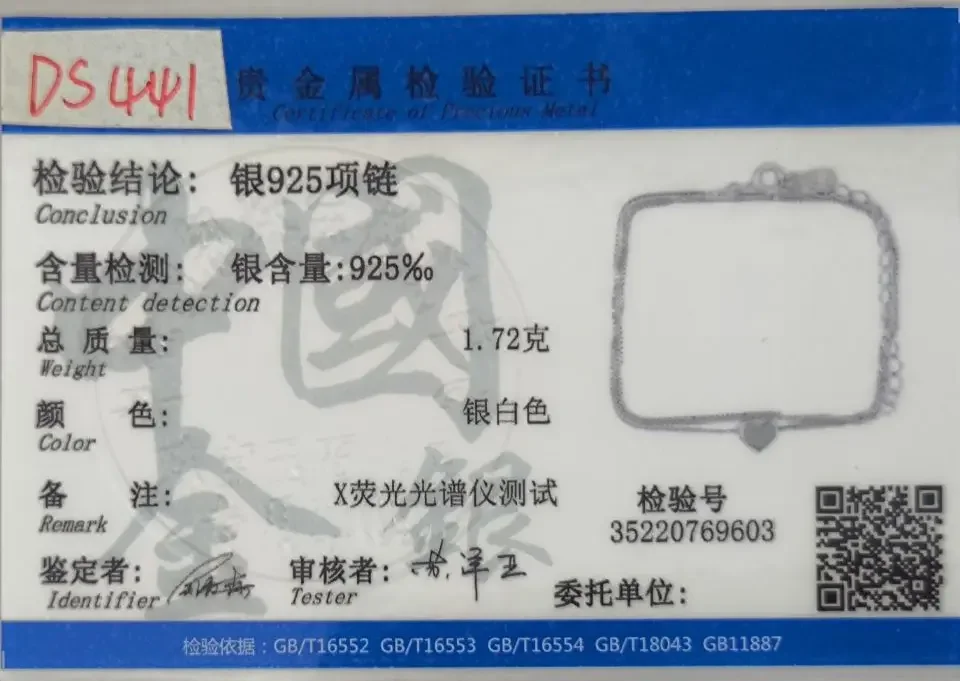 DS441
贵金属检验证书
Certificate of Precious Metal
检验结论: 银925项链
Conclusion
含量检测: 银含量:925‰
Content detection
总质量: 1.72克
Weight
颜色: 银白色
Color
备注: X荧光光谱仪测试
Remark
检验号
35220769603
鉴定者:
Identifier
审核者:
Tester
委托单位:
检验依据：GB/T16552 GB/T16553 GB/T16554 GB/T18043 GB11887
中國
金銀